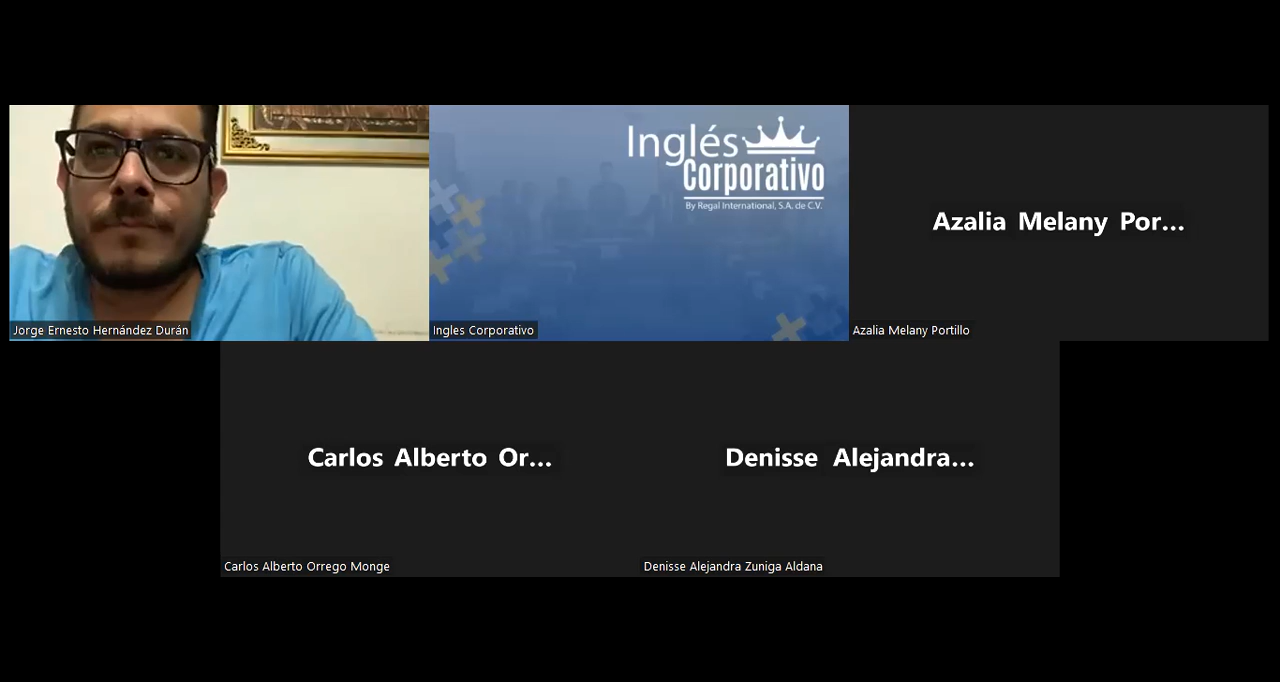 Inglés
Corporativo
By Regal International, S.A. de C.V.
Azalia Melany Por...
Jorge Ernesto Hernández Durán
Ingles Corporativo
Azalia Melany Portillo
Carlos Alberto Or...
Denisse Alejandra...
Carlos Alberto Orrego Monge
Denisse Alejandra Zuniga Aldana